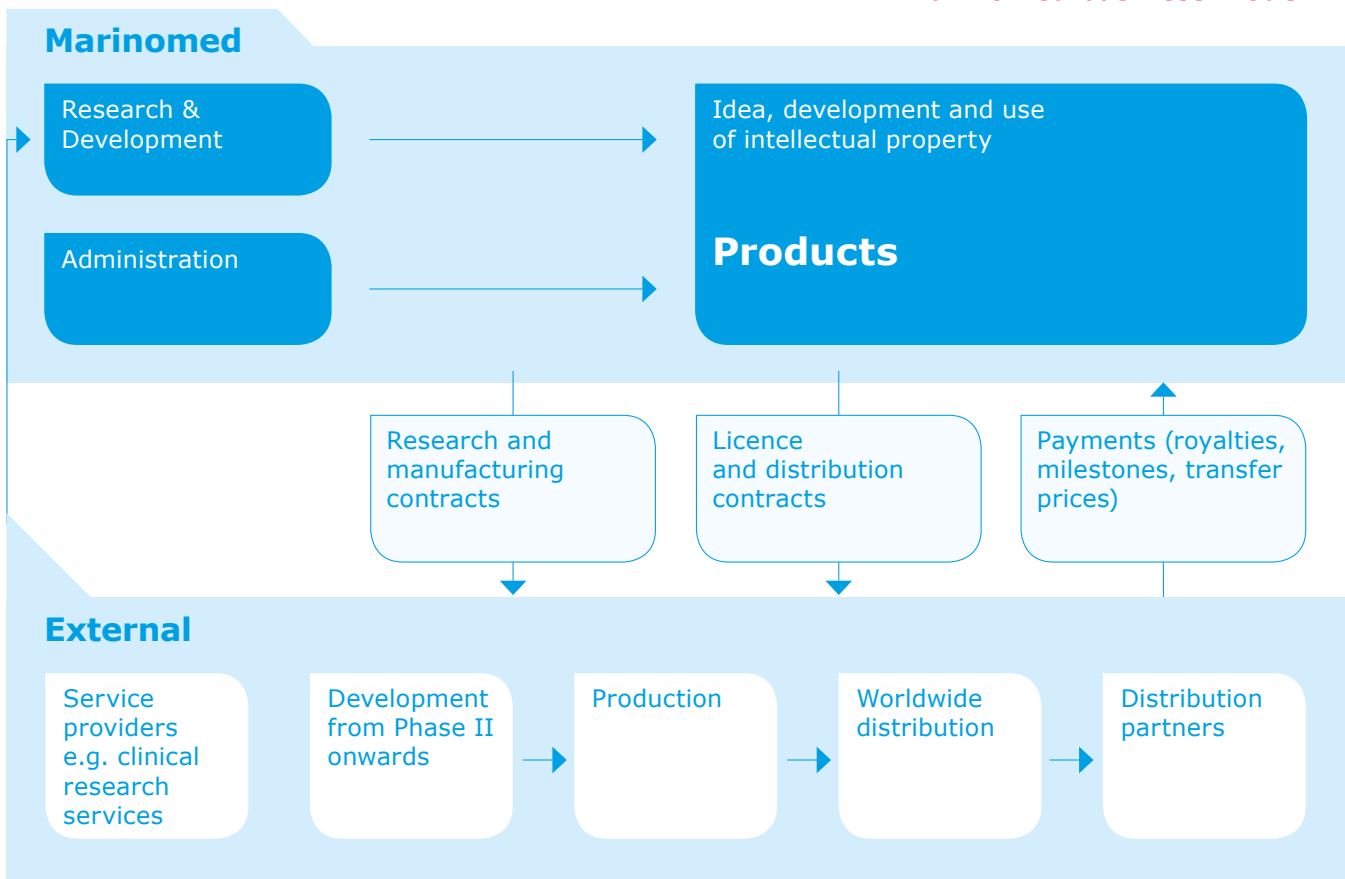 Marinomed
Research &
Development
Idea, development and use
of intellectual property
Administration
Products
Research and
manufacturing
contracts
Licence
and distribution
contracts
Payments (royalties,
milestones, transfer
prices)
External
Service
providers
e.g. clinical
research
services
Development
from Phase II
onwards
Production
Worldwide
distribution
Distribution
partners